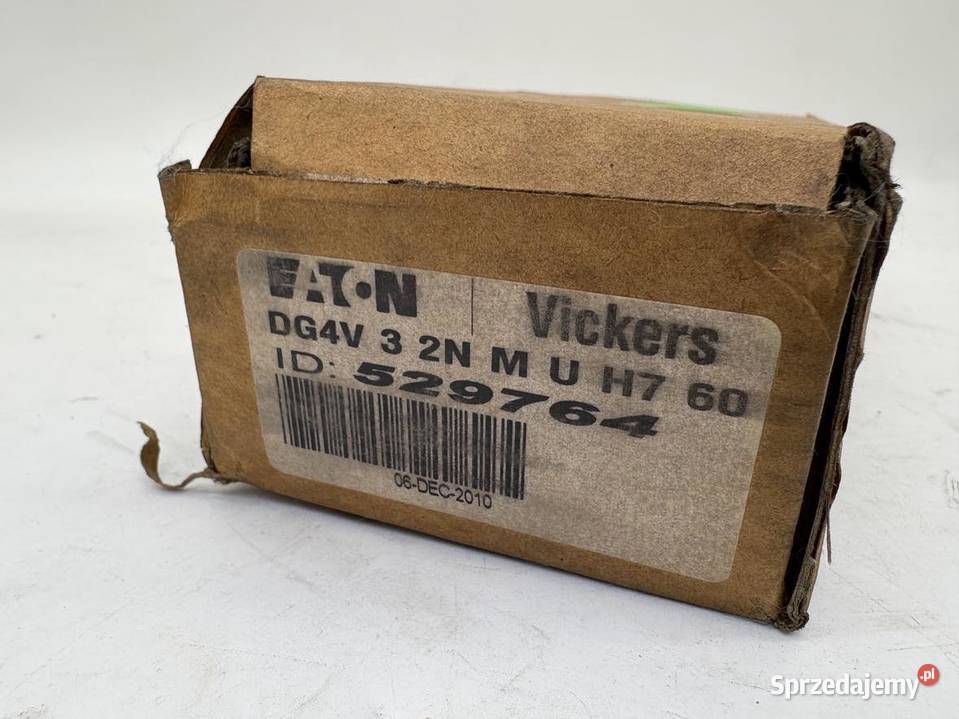 EATON
Vickers
DG4V 3 2N M U H7 60
ID: 529764
06-DEC-2010
Sprzedajemy.pl